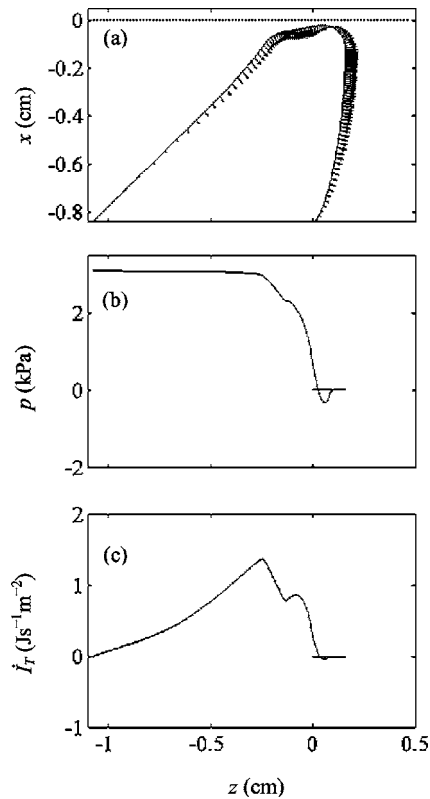 0
(a)
-0.2
-0.4
x (cm)
-0.6
-0.8
(b)
2
p (kPa)
0
-2
2
(c)
1
İ_T (Js⁻¹m⁻²)
0
-1
-1 -0.5 0 0.5
z (cm)